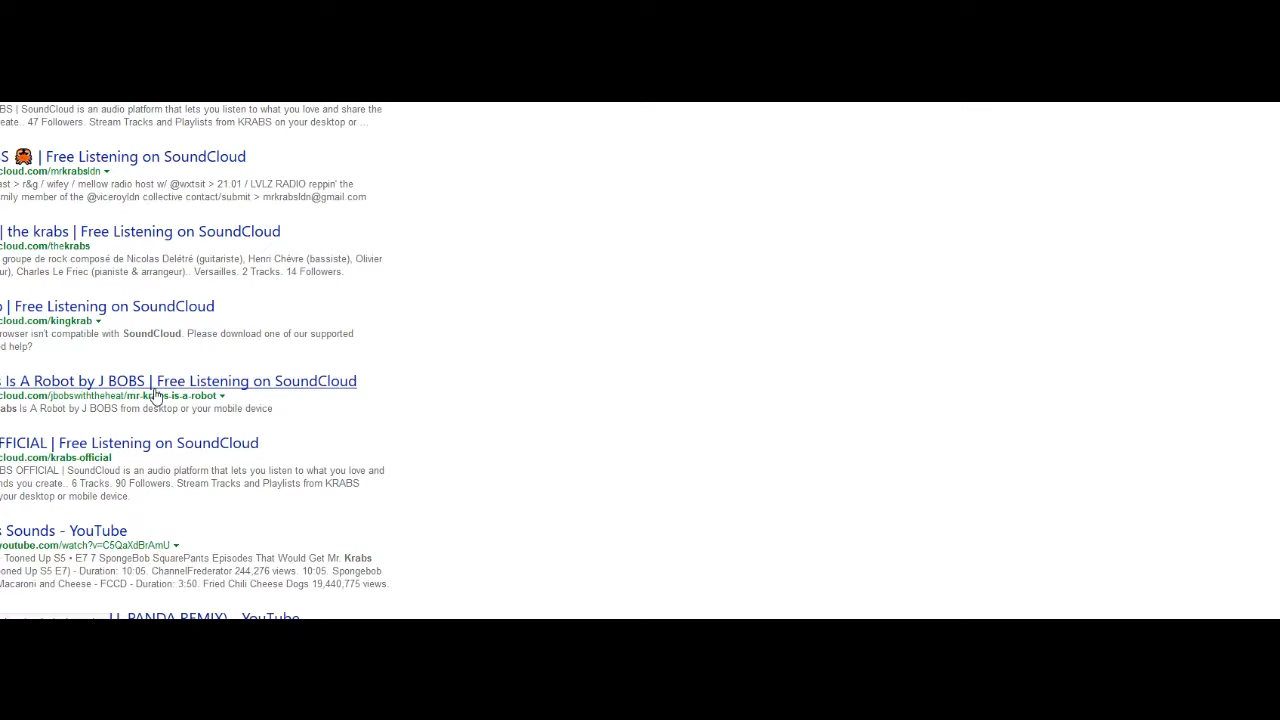 BS | SoundCloud is an audio platform that lets you listen to what you love and share the
eate.. 47 Followers. Stream Tracks and Playlists from KRABS on your desktop or ...
S 🦀 | Free Listening on SoundCloud
cloud.com/mrkrabsldn
ast > r&g / wifey / mellow radio host w/ @wxtsit > 21.01 / LVLZ RADIO reppin' the
mily member of the @viceroyldn collective contact/submit > mrkrabsldn@gmail.com
| the krabs | Free Listening on SoundCloud
cloud.com/thekrabs
groupe de rock composé de Nicolas Delétré (guitariste), Henri Chèvre (bassiste), Olivier
ur), Charles Le Friec (pianiste & arrangeur).. Versailles. 2 Tracks. 14 Followers.
| Free Listening on SoundCloud
cloud.com/kingkrab
rowser isn't compatible with SoundCloud. Please download one of our supported
d help?
s Is A Robot by J BOBS | Free Listening on SoundCloud
cloud.com/jbobswiththeheat/mr-krabs-is-a-robot
abs Is A Robot by J BOBS from desktop or your mobile device
FFICIAL | Free Listening on SoundCloud
cloud.com/krabs-official
BS OFFICIAL | SoundCloud is an audio platform that lets you listen to what you love and
nds you create.. 6 Tracks. 90 Followers. Stream Tracks and Playlists from KRABS
your desktop or mobile device.
s Sounds - YouTube
youtube.com/watch?v=C5QaXdBrAmU
Tooned Up S5 • E7 7 SpongeBob SquarePants Episodes That Would Get Mr. Krabs
ooned Up S5 E7) - Duration: 10:05. ChannelFrederator 244,276 views. 10:05. Spongebob
Macaroni and Cheese - FCCD - Duration: 3:50. Fried Chili Cheese Dogs 19,440,775 views.
PANDA REMIX) - YouTube